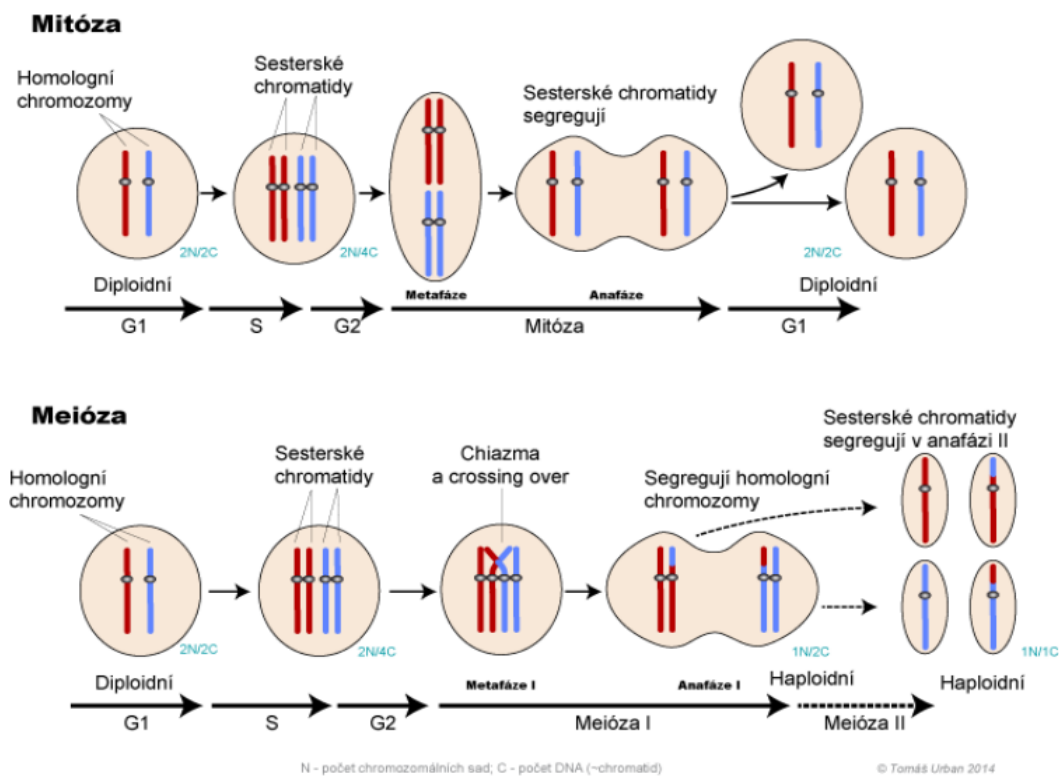 Mitóza
Homologní
chromozomy
Sesterské
chromatidy
Sesterské chromatidy
segregují
2N/2C
2N/4C
2N/2C
Diploidní
Metafáze
Anafáze
Diploidní
G1
S
G2
Mitóza
G1
Meióza
Sesterské chromatidy
segregují v anafázi II
Homologní
chromozomy
Sesterské
chromatidy
Chiazma
a crossing over
Segregují homologní
chromozomy
2N/2C
2N/4C
1N/2C
1N/1C
Diploidní
Metafáze I
Anafáze I
Haploidní
Haploidní
G1
S
G2
Meióza I
Meióza II
N - počet chromozomálních sad; C - počet DNA (~chromatid)
© Tomáš Urban 2014